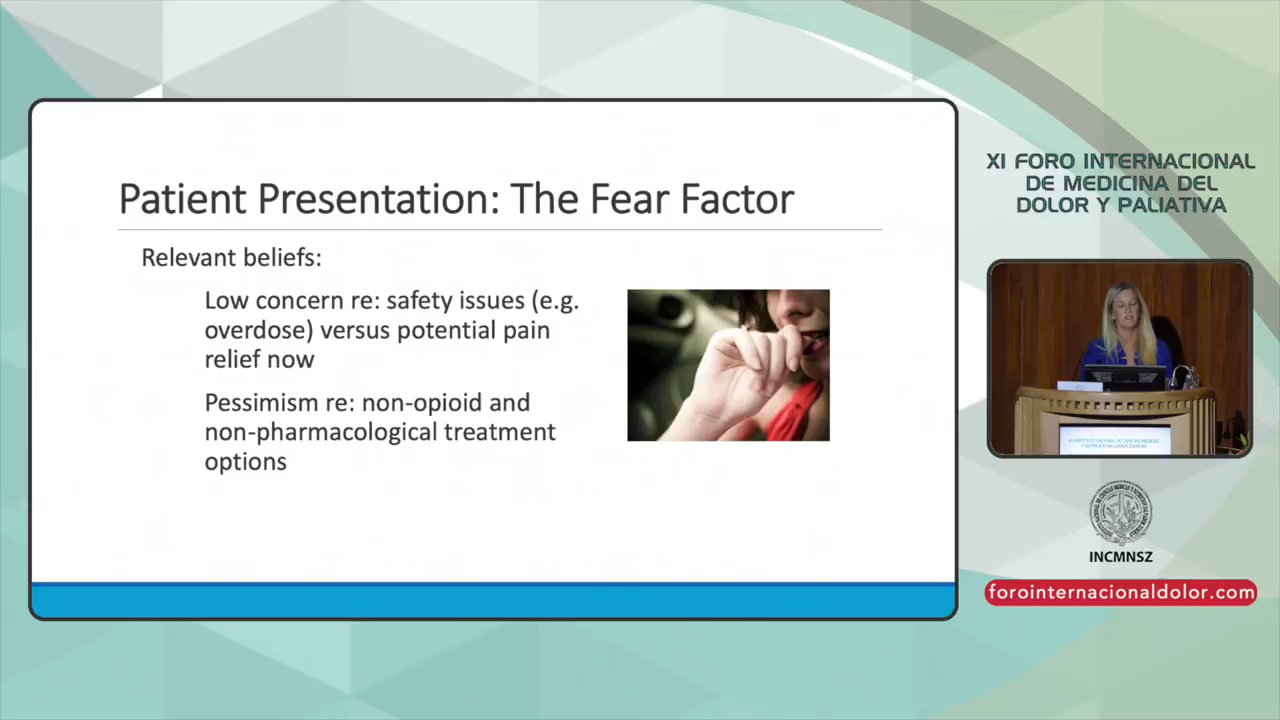 Patient Presentation: The Fear Factor
Relevant beliefs:
Low concern re: safety issues (e.g.
overdose) versus potential pain
relief now
Pessimism re: non-opioid and
non-pharmacological treatment
options
XI FORO INTERNACIONAL
DE MEDICINA DEL
DOLOR Y PALIATIVA
INCMNSZ
forointernacionaldolor.com